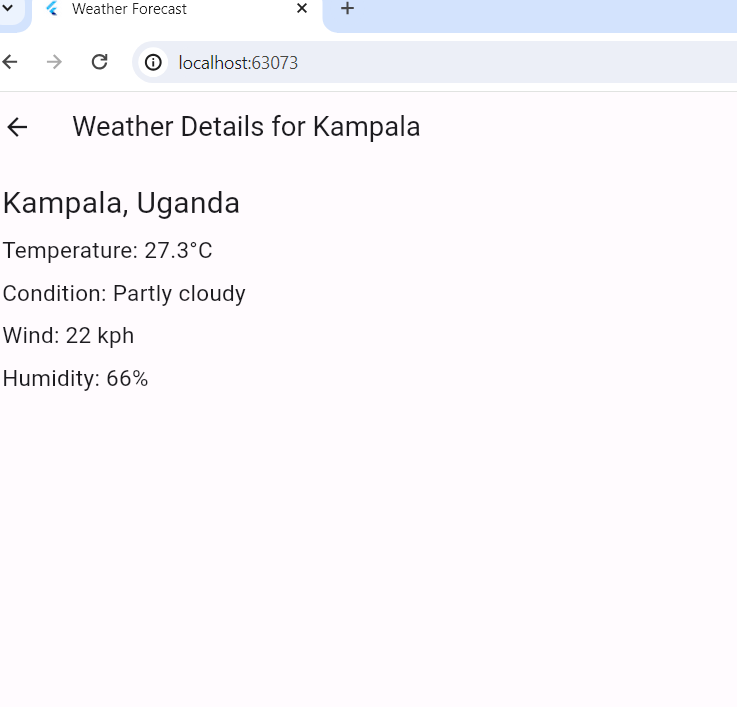 Weather Forecast
localhost:63073
Weather Details for Kampala
Kampala, Uganda
Temperature: 27.3°C
Condition: Partly cloudy
Wind: 22 kph
Humidity: 66%